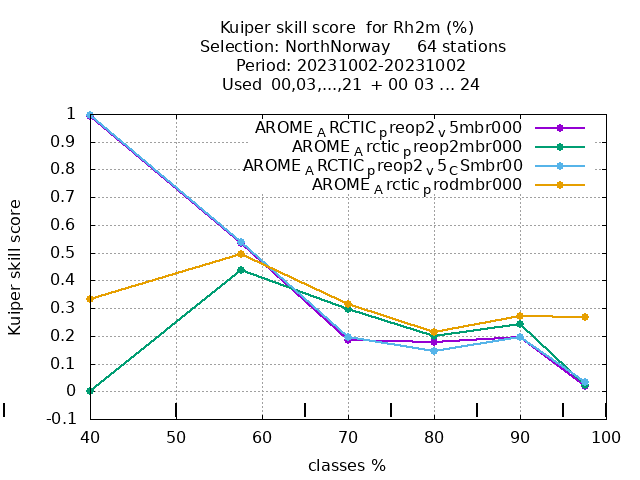 Kuiper skill score  for Rh2m (%)
Selection: NorthNorway     64 stations
Period: 20231002-20231002
Used  00,03,...,21  + 00 03 ... 24
AROME_ARCTIC_preop2_v5mbr000
AROME_Arctic_preop2mbr000
AROME_ARCTIC_preop2_v5_CSmbr00
AROME_Arctic_prodmbr000
Kuiper skill score
1
0.9
0.8
0.7
0.6
0.5
0.4
0.3
0.2
0.1
0
-0.1
40 50 60 70 80 90 100
classes %